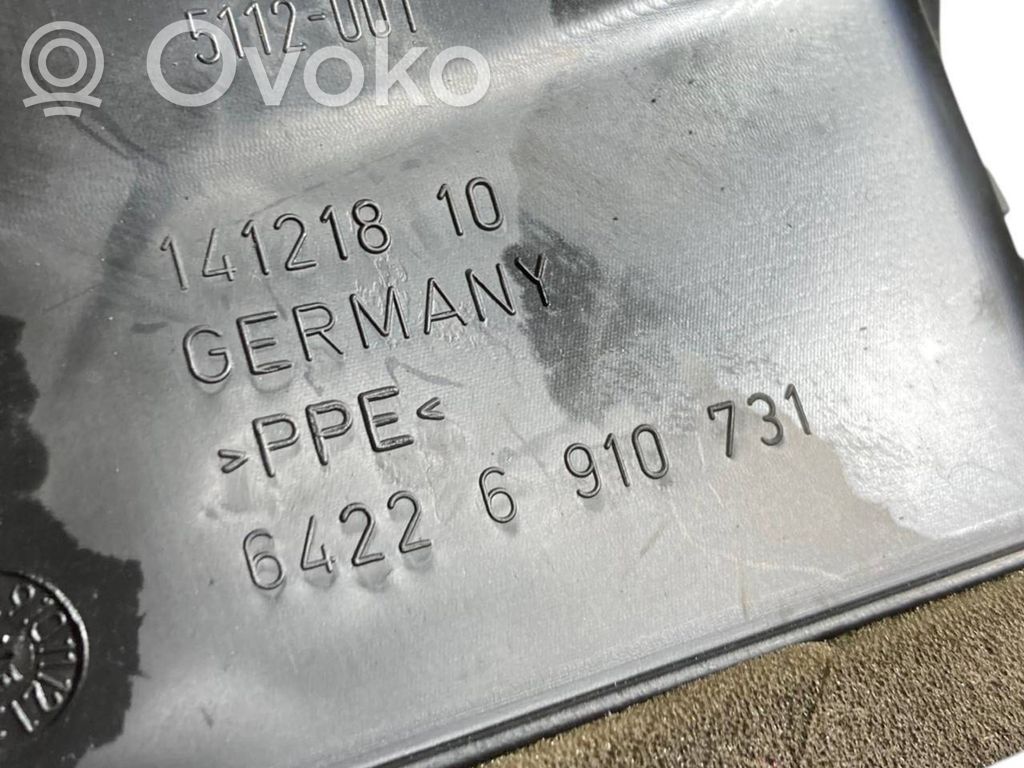 5112-001
Ovoko
141218 10
GERMANY
>PPE<
6422 6 910 731